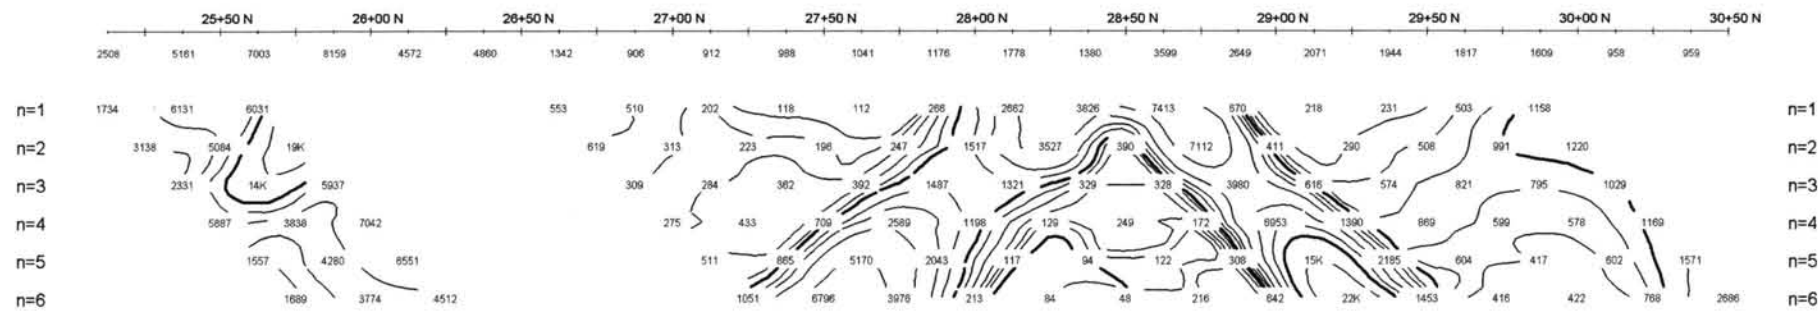 25+50 N 26+00 N 26+50 N 27+00 N 27+50 N 28+00 N 28+50 N 29+00 N 29+50 N 30+00 N 30+50 N
2508 5161 7003 8159 4572 4860 1342 906 912 988 1041 1176 1778 1380 3599 2649 2071 1944 1817 1609 958 959
n=1 1734 6131 6031 553 510 202 118 112 266 2662 3826 7413 670 218 231 503 1158 n=1
n=2 3138 5084 19K 619 313 223 196 247 1517 3527 390 7112 411 290 508 991 1220 n=2
n=3 2331 14K 5937 309 284 362 392 1487 1321 329 328 3980 616 574 821 795 1029 n=3
n=4 5887 3838 7042 275 433 709 2589 1198 129 249 172 6953 1390 869 599 578 1169 n=4
n=5 1557 4280 6551 511 865 5170 2043 117 94 122 308 15K 2185 604 417 602 1571 n=5
n=6 1689 3774 4512 1051 6796 3976 213 84 48 216 642 22K 1453 416 422 768 2686 n=6